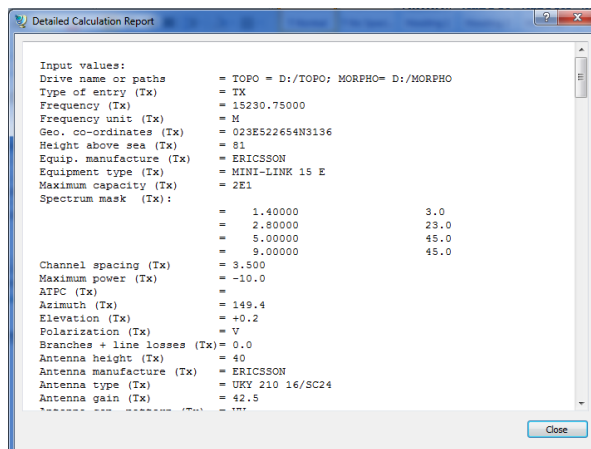 Detailed Calculation Report
Input values:
Drive name or paths = TOPO = D:/TOPO; MORPHO= D:/MORPHO
Type of entry (Tx) = TX
Frequency (Tx) = 15230.75000
Frequency unit (Tx) = M
Geo. co-ordinates (Tx) = 023E522654N3136
Height above sea (Tx) = 81
Equip. manufacture (Tx) = ERICSSON
Equipment type (Tx) = MINI-LINK 15 E
Maximum capacity (Tx) = 2E1
Spectrum mask (Tx):
= 1.40000 3.0
= 2.80000 23.0
= 5.00000 45.0
= 9.00000 45.0
Channel spacing (Tx) = 3.500
Maximum power (Tx) = -10.0
ATPC (Tx) =
Azimuth (Tx) = 149.4
Elevation (Tx) = +0.2
Polarization (Tx) = V
Branches + line losses (Tx)= 0.0
Antenna height (Tx) = 40
Antenna manufacture (Tx) = ERICSSON
Antenna type (Tx) = UKY 210 16/SC24
Antenna gain (Tx) = 42.5
Close